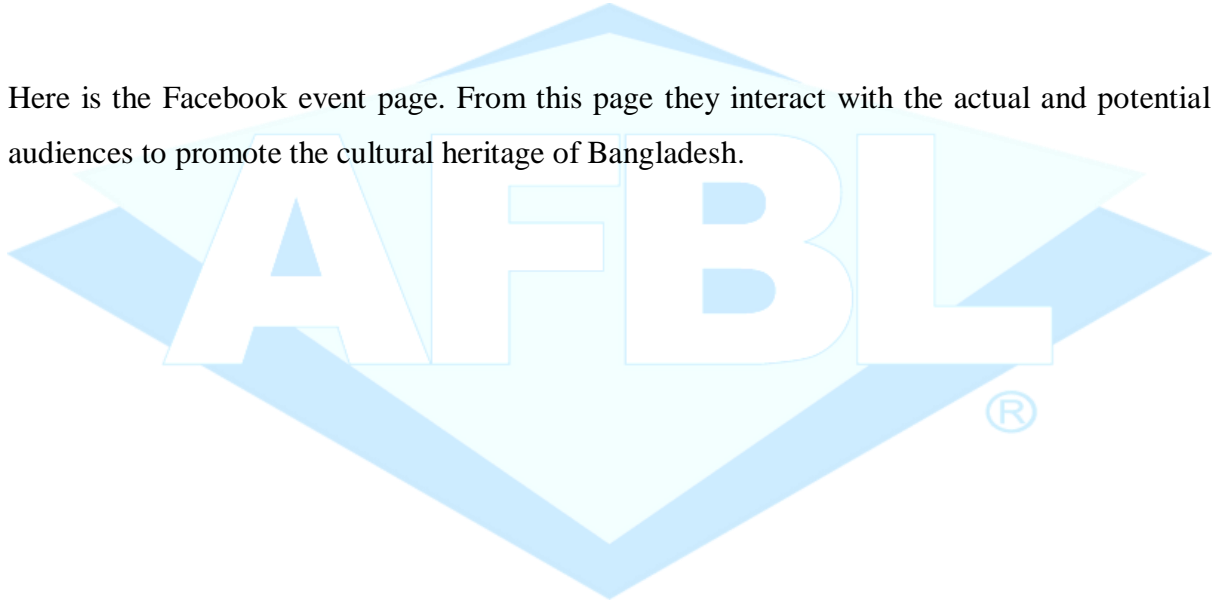 Here is the Facebook event page. From this page they interact with the actual and potential
audiences to promote the cultural heritage of Bangladesh.
AFBL
®